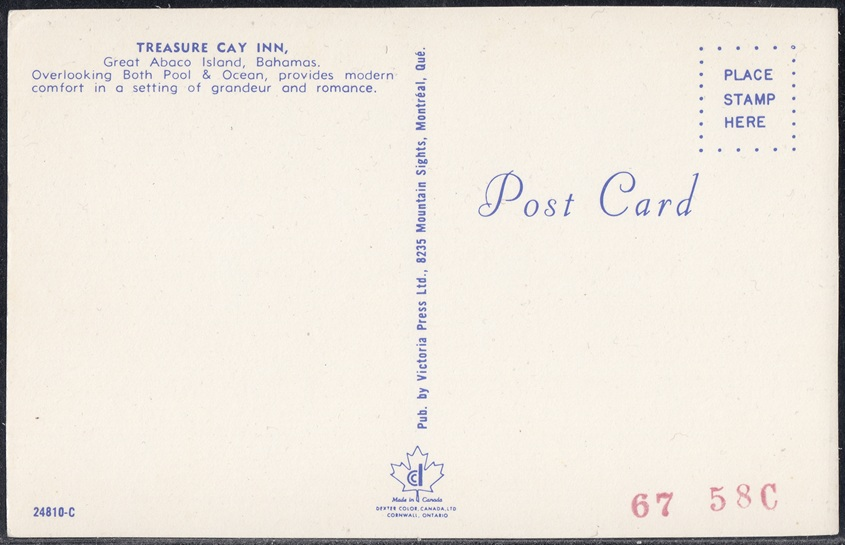 TREASURE CAY INN,
Great Abaco Island, Bahamas.
Overlooking Both Pool & Ocean, provides modern
comfort in a setting of grandeur and romance.
Pub. by Victoria Press Ltd., 8235 Mountain Sights, Montréal, Qué.
PLACE
STAMP
HERE
Post Card
24810-C
Made in Canada
DEXTER COLOR, CANADA, LTD
CORNWALL, ONTARIO
67 58C